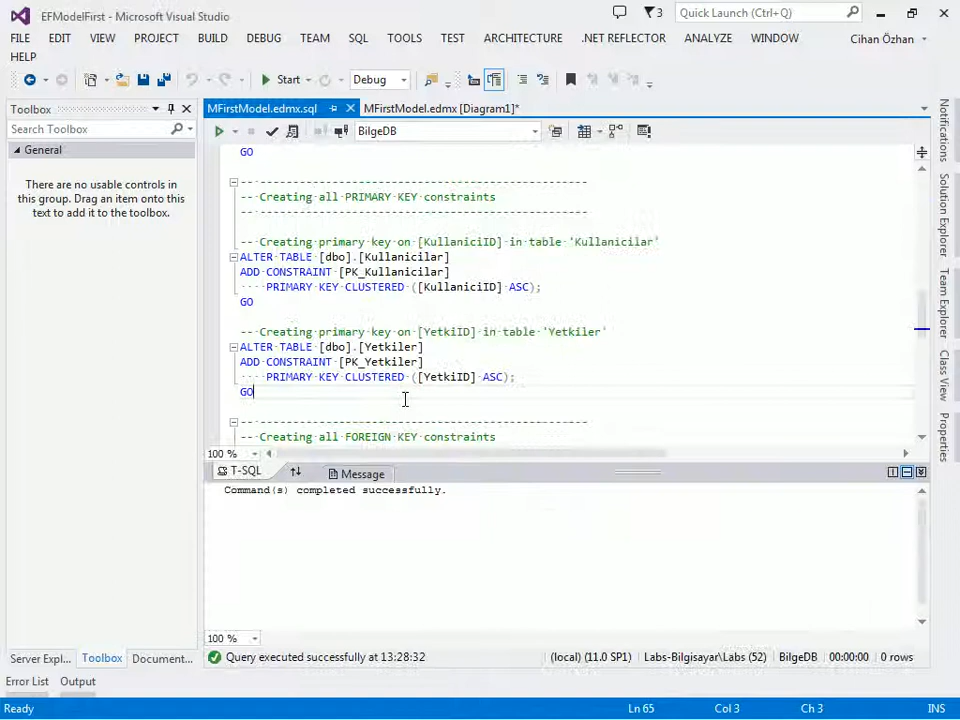 EFModelFirst - Microsoft Visual Studio
3
Quick Launch (Ctrl+Q)
FILE EDIT VIEW PROJECT BUILD DEBUG TEAM SQL TOOLS TEST ARCHITECTURE .NET REFLECTOR ANALYZE WINDOW
Cihan Özhan
HELP
Start
Debug
Toolbox
MFirstModel.edmx.sql
MFirstModel.edmx [Diagram1]*
Search Toolbox
BilgeDB
General
There are no usable controls in
this group. Drag an item onto this
text to add it to the toolbox.
GO
-- --------------------------------------------------
-- Creating all PRIMARY KEY constraints
-- --------------------------------------------------
-- Creating primary key on [KullaniciID] in table 'Kullanicilar'
ALTER TABLE [dbo].[Kullanicilar]
ADD CONSTRAINT [PK_Kullanicilar]
PRIMARY KEY CLUSTERED ([KullaniciID] ASC);
GO
-- Creating primary key on [YetkiID] in table 'Yetkiler'
ALTER TABLE [dbo].[Yetkiler]
ADD CONSTRAINT [PK_Yetkiler]
PRIMARY KEY CLUSTERED ([YetkiID] ASC);
GO
-- --------------------------------------------------
-- Creating all FOREIGN KEY constraints
100 %
T-SQL
Message
Command(s) completed successfully.
100 %
Query executed successfully at 13:28:32
(local) (11.0 SP1)
Labs-Bilgisayar\Labs (52)
BilgeDB
00:00:00
0 rows
Server Expl...
Toolbox
Document...
Error List
Output
Ready
Ln 65
Col 3
Ch 3
INS
Notifications
Solution Explorer
Team Explorer
Class View
Properties